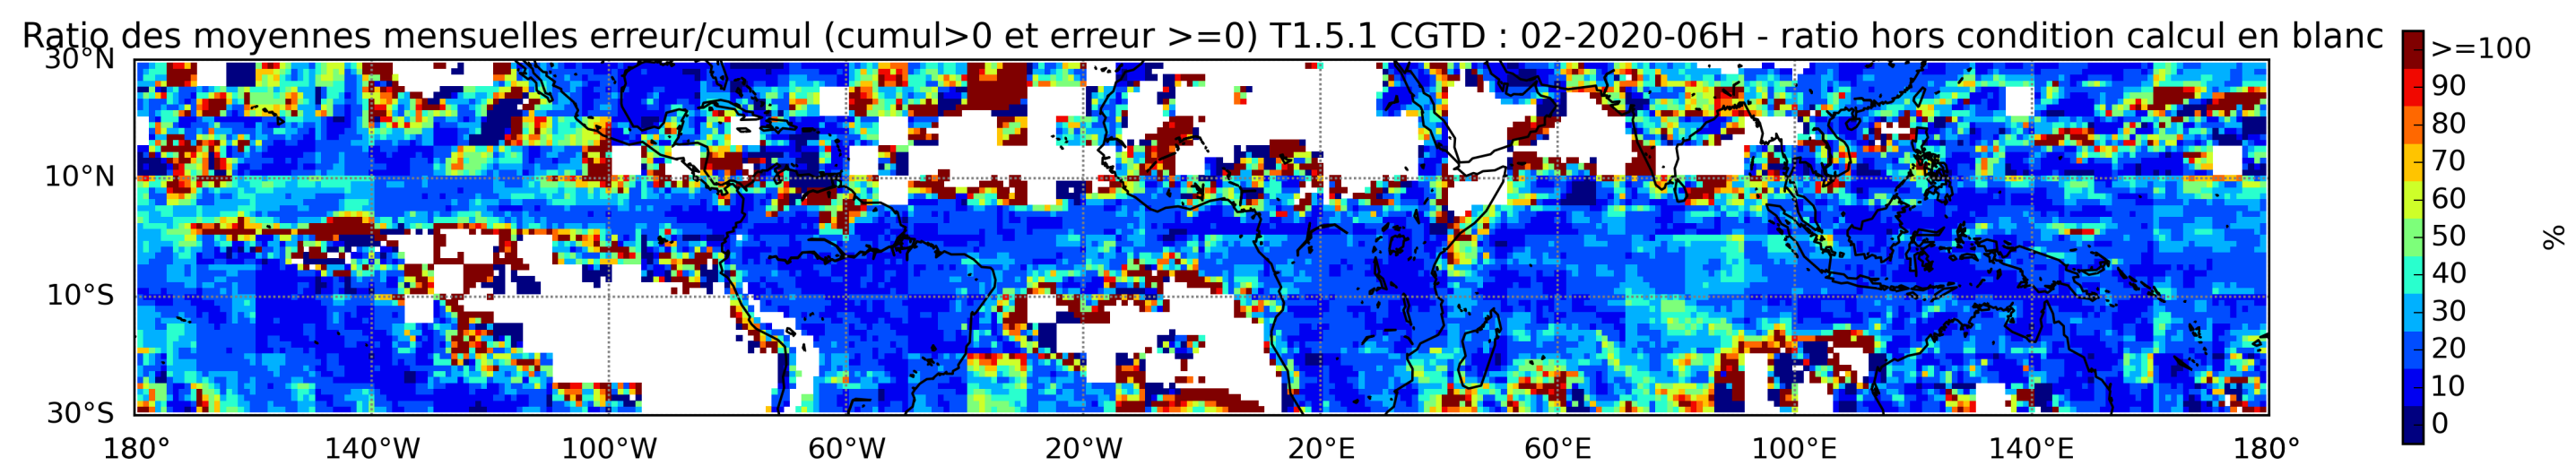 Ratio des moyennes mensuelles erreur/cumul (cumul>0 et erreur >=0) T1.5.1 CGTD : 02-2020-06H - ratio hors condition calcul en blanc
30°N
10°N
10°S
30°S
180°
140°W
100°W
60°W
20°W
20°E
60°E
100°E
140°E
180°
>=100
90
80
70
60
50
40
30
20
10
0
%